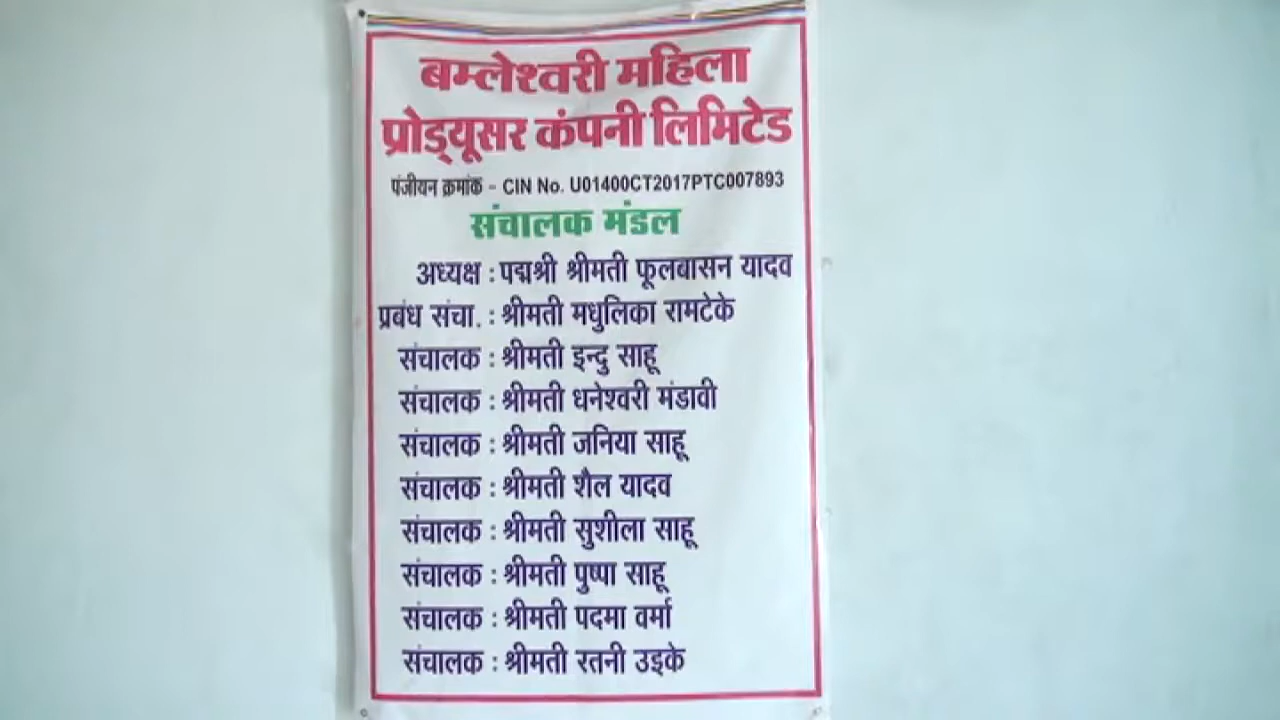 बम्लेश्वरी महिला
प्रोड्यूसर कंपनी लिमिटेड
पंजीयन क्रमांक - CIN No. U01400CT2017PTC007893
संचालक मंडल
अध्यक्ष : पद्मश्री श्रीमती फूलबासन यादव
प्रबंध संचा. : श्रीमती मधुलिका रामटेके
संचालक : श्रीमती इन्दु साहू
संचालक : श्रीमती धनेश्वरी मंडावी
संचालक : श्रीमती जनिया साहू
संचालक : श्रीमती शैल यादव
संचालक : श्रीमती सुशीला साहू
संचालक : श्रीमती पुष्पा साहू
संचालक : श्रीमती पदमा वर्मा
संचालक : श्रीमती रतनी उइके